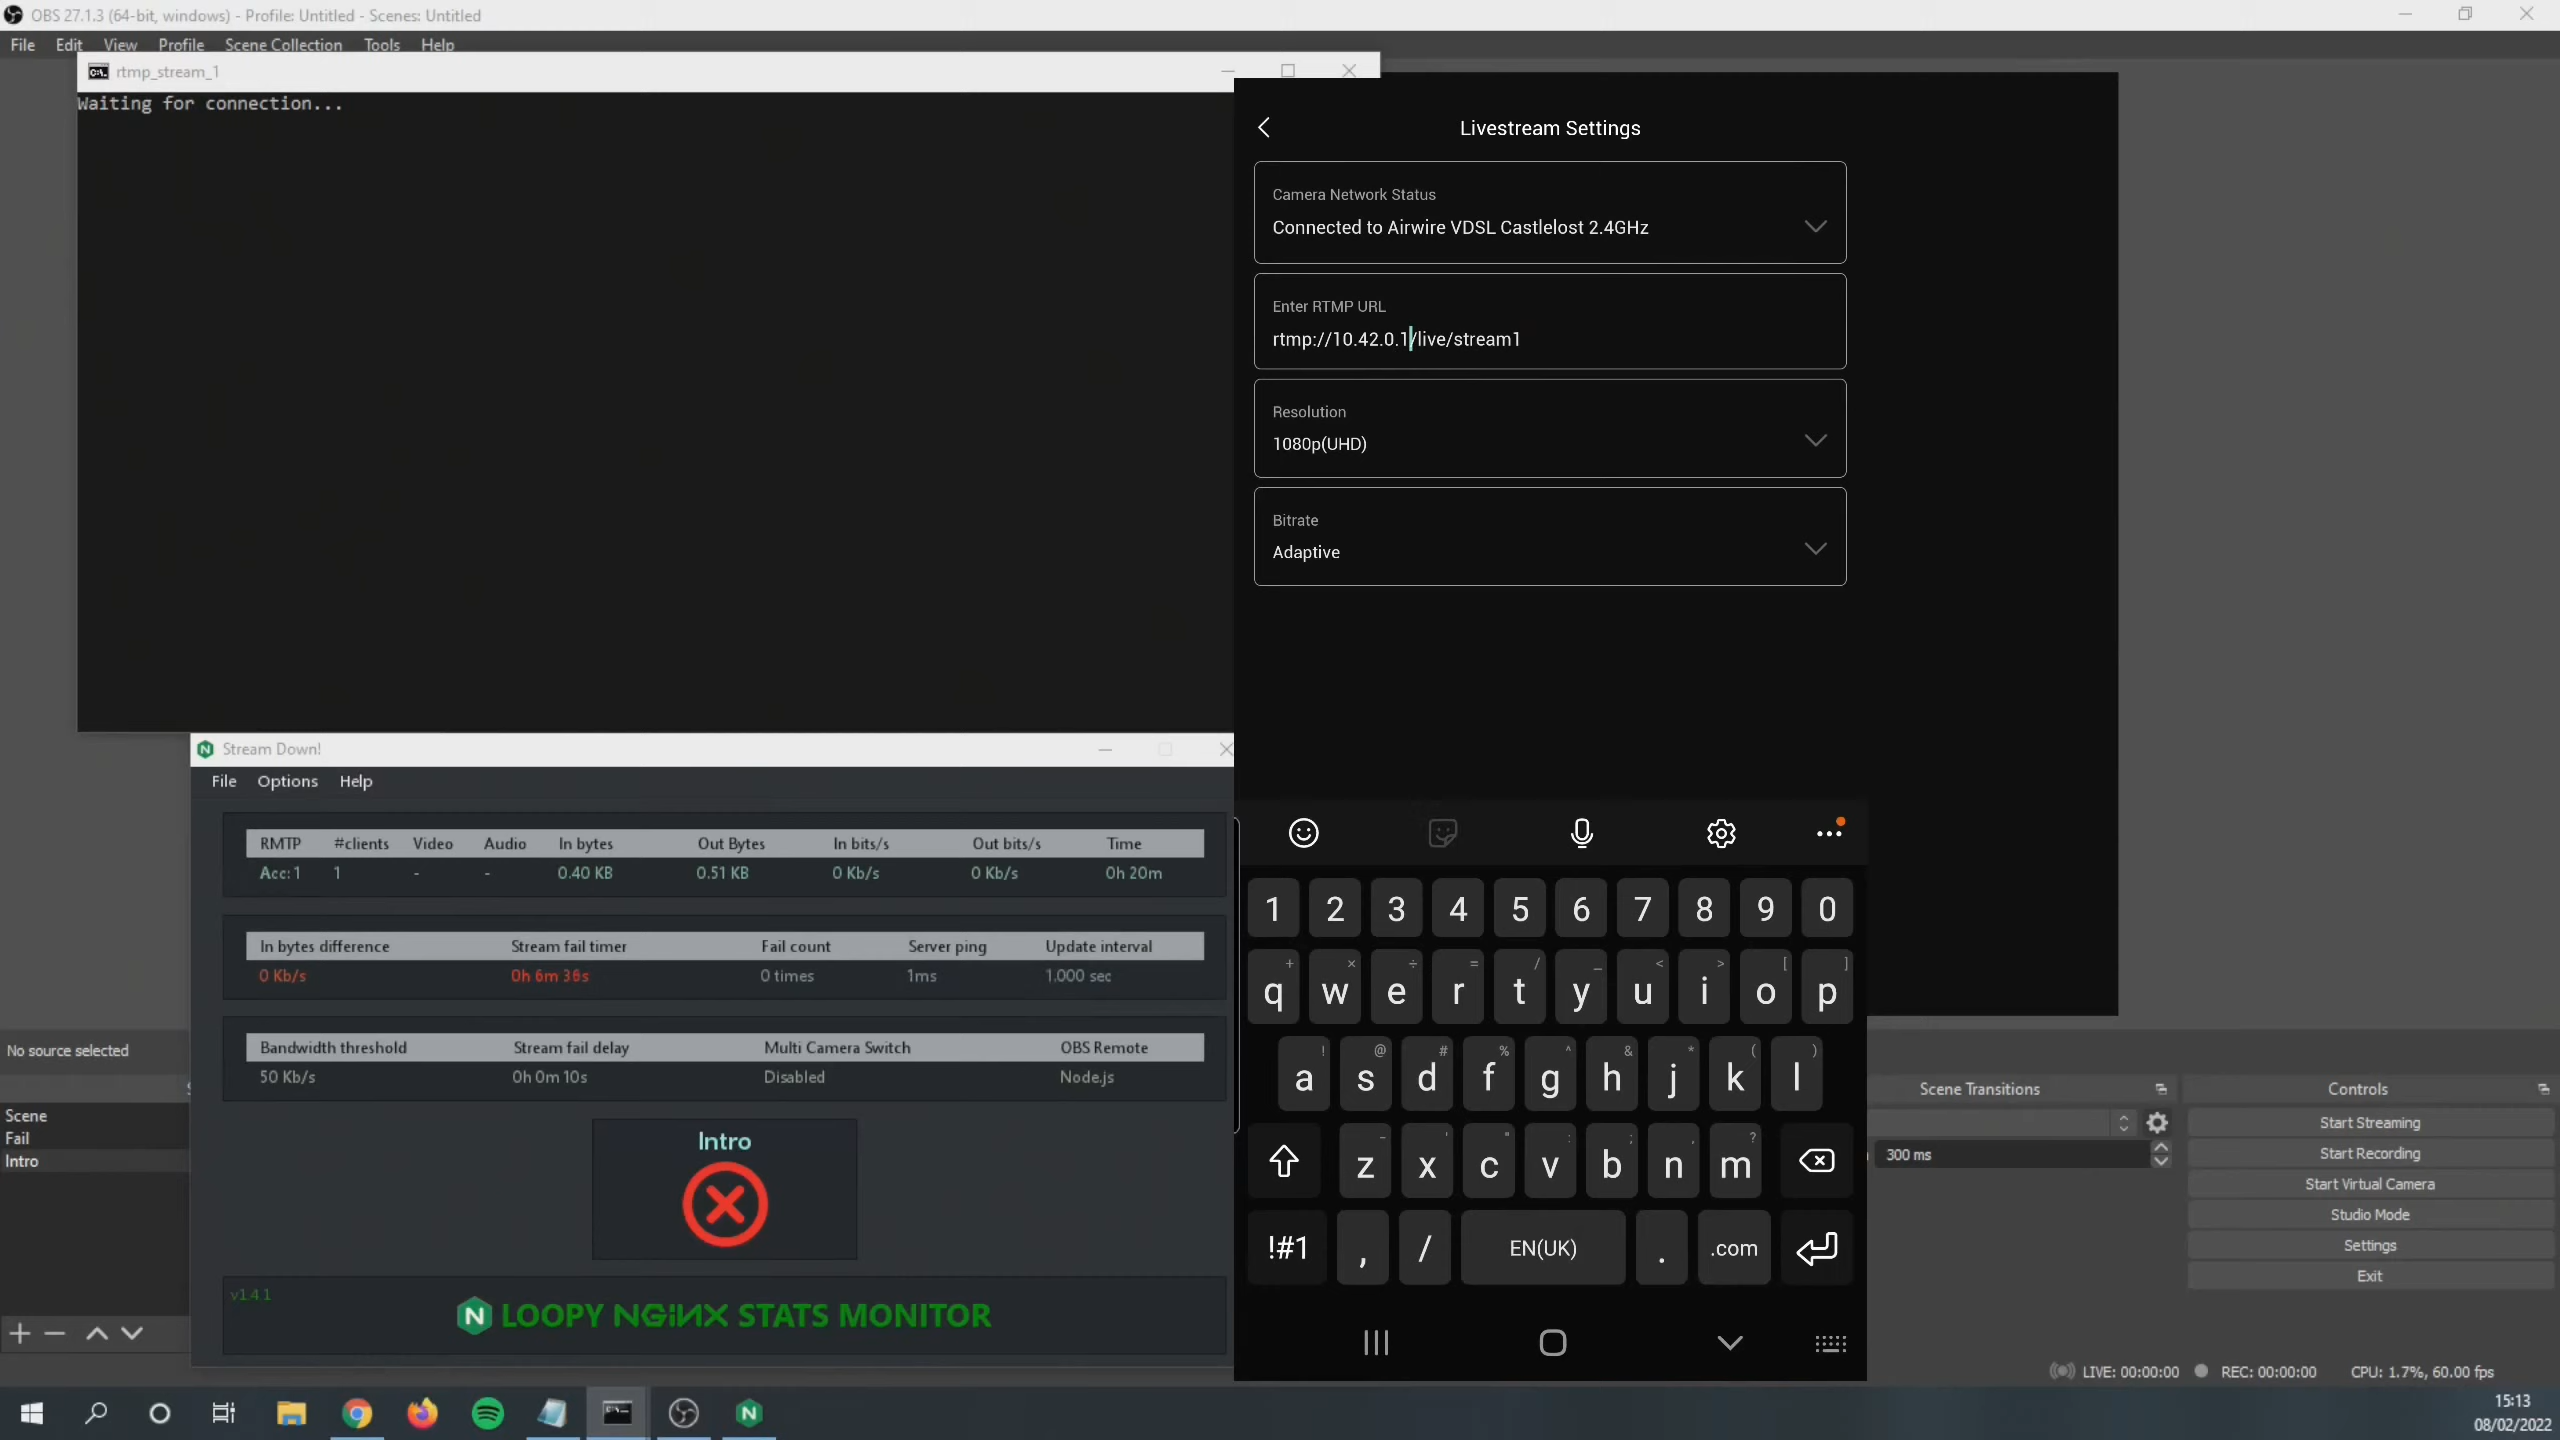 OBS 27.1.3 (64-bit, windows) - Profile: Untitled - Scenes: Untitled
File Edit View Profile Scene Collection Tools Help
rtmp_stream_1
Waiting for connection...
Livestream Settings
Camera Network Status
Connected to Airwire VDSL Castlelost 2.4GHz
Enter RTMP URL
rtmp://10.42.0.1/live/stream1
Resolution
1080p(UHD)
Bitrate
Adaptive
Stream Down!
File Options Help
RMTP #clients Video Audio In bytes Out Bytes In bits/s Out bits/s Time
Acc: 1 1 - - 0.40 KB 0.51 KB 0 Kb/s 0 Kb/s 0h 20m
In bytes difference Stream fail timer Fail count Server ping Update interval
0 Kb/s 0h 6m 36s 0 times 1ms 1.000 sec
Bandwidth threshold Stream fail delay Multi Camera Switch OBS Remote
50 Kb/s 0h 0m 10s Disabled Node.js
Intro
v1.4.1
LOOPY NGINX STATS MONITOR
1 2 3 4 5 6 7 8 9 0
+ × ÷ = / _ < > [ ]
q w e r t y u i o p
! @ # % ^ & * ( )
a s d f g h j k l
- ' " : ; , ?
z x c v b n m
!#1 , / EN(UK) . .com
No source selected
Scene
Fail
Intro
Scene Transitions
300 ms
Controls
Start Streaming
Start Recording
Start Virtual Camera
Studio Mode
Settings
Exit
LIVE: 00:00:00 REC: 00:00:00 CPU: 1.7%, 60.00 fps
15:13
08/02/2022